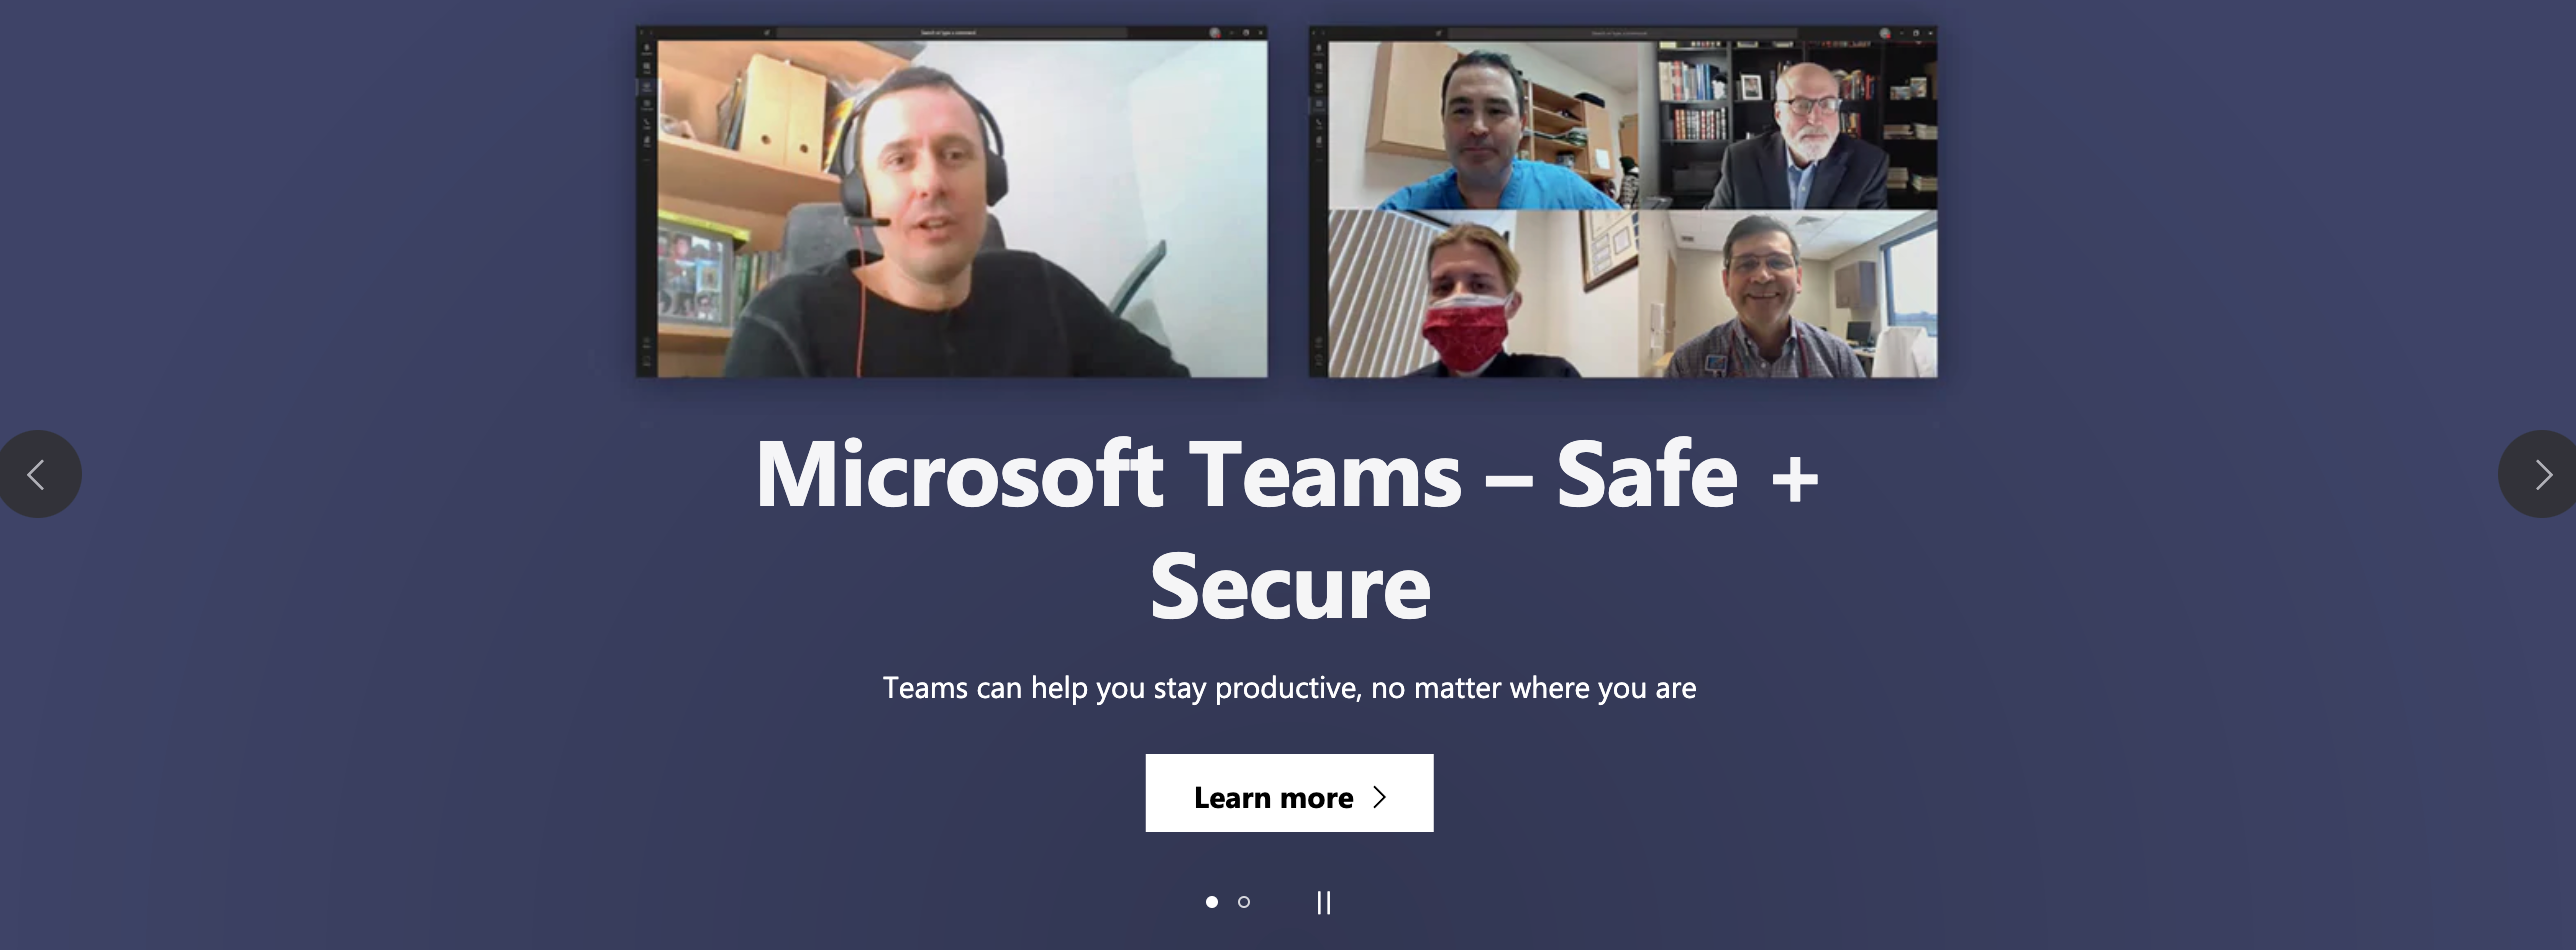 Microsoft Teams – Safe +
Secure
Teams can help you stay productive, no matter where you are
Learn more